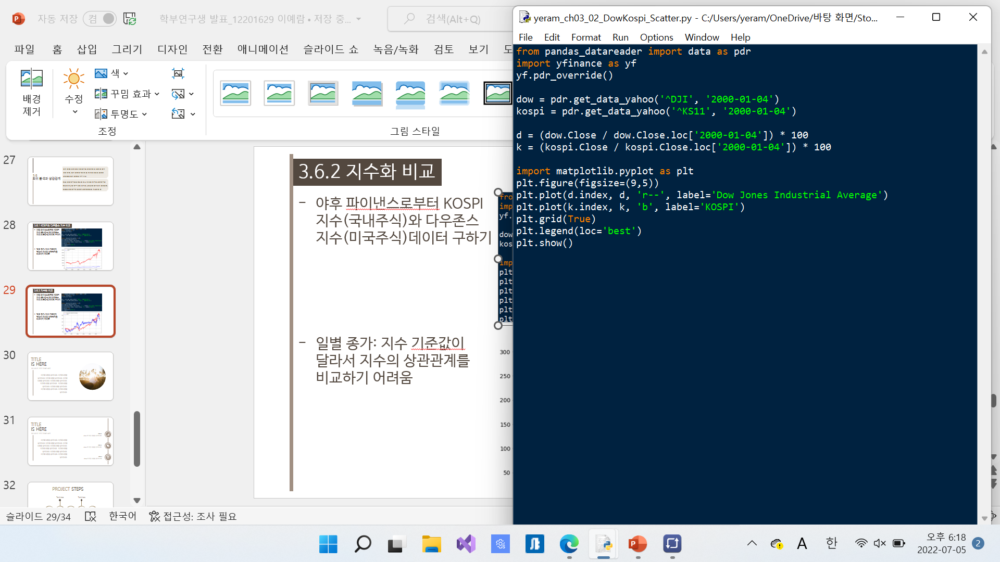 자동 저장
켬
학부연구생 발표_12201629 이예람 • 저장 중...
검색(Alt+Q)
파일
홈
삽입
그리기
디자인
전환
애니메이션
슬라이드 쇼
녹음/녹화
검토
보기
도
배경
제거
수정
색
꾸밈 효과
투명도
조정
그림 스타일
27
28
29
30
TITLE
IS HERE
31
TITLE
IS HERE
32
PROJECT STEPS
3.6.2 지수화 비교
- 야후 파이낸스로부터 KOSPI
지수(국내주식)와 다우존스
지수(미국주식)데이터 구하기
- 일별 종가: 지수 기준값이
달라서 지수의 상관관계를
비교하기 어려움
fro
imp
yf.
dow
kos
imp
plt
plt
plt
plt
plt
plt
300
250
200
150
100
50
yeram_ch03_02_DowKospi_Scatter.py - C:/Users/yeram/OneDrive/바탕 화면/Sto...
File Edit Format Run Options Window Help
from pandas_datareader import data as pdr
import yfinance as yf
yf.pdr_override()
dow = pdr.get_data_yahoo('^DJI', '2000-01-04')
kospi = pdr.get_data_yahoo('^KS11', '2000-01-04')
d = (dow.Close / dow.Close.loc['2000-01-04']) * 100
k = (kospi.Close / kospi.Close.loc['2000-01-04']) * 100
import matplotlib.pyplot as plt
plt.figure(figsize=(9,5))
plt.plot(d.index, d, 'r--', label='Dow Jones Industrial Average')
plt.plot(k.index, k, 'b', label='KOSPI')
plt.grid(True)
plt.legend(loc='best')
plt.show()
슬라이드 29/34
한국어
접근성: 조사 필요
A
한
오후 6:18
2022-07-05
2